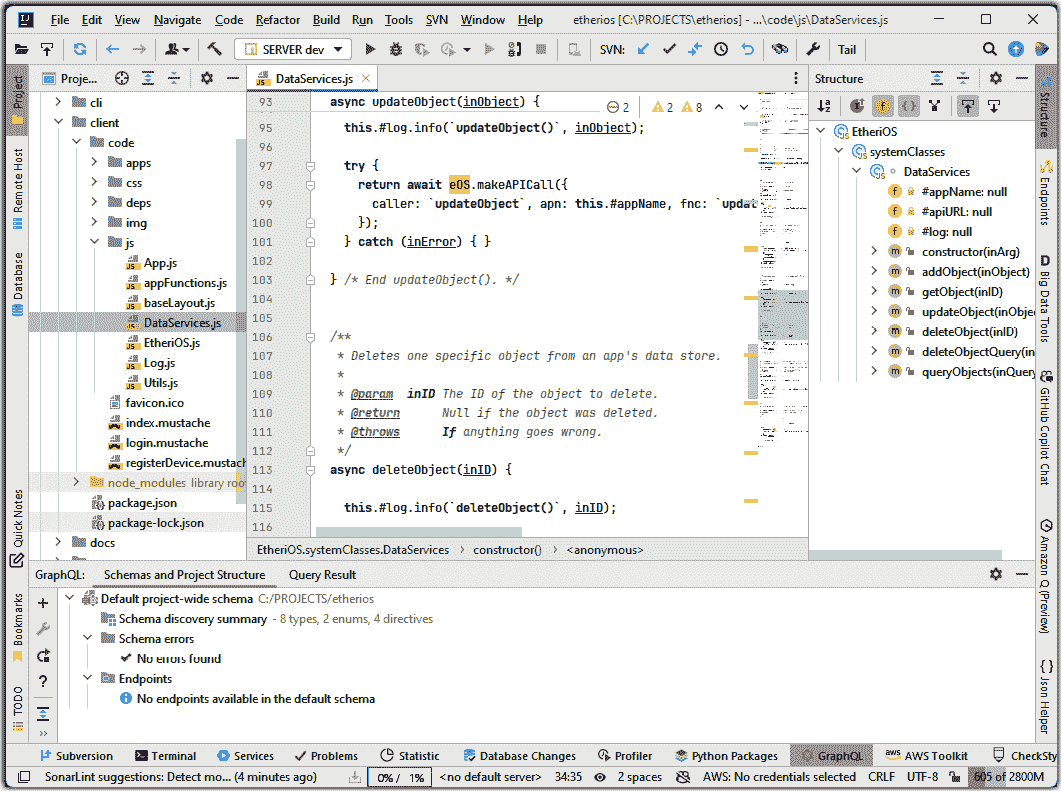 File Edit View Navigate Code Refactor Build Run Tools SVN Window Help etherios [C:\PROJECTS\etherios] - ...\code\js\DataServices.js
SERVER dev SVN: Tail
Proje...
DataServices.js
Structure
Project
Remote Host
Database
Quick Notes
Bookmarks
TODO
cli
client
code
apps
css
deps
img
js
App.js
appFunctions.js
baseLayout.js
DataServices.js
EtheriOS.js
Log.js
Utils.js
favicon.ico
index.mustache
login.mustache
registerDevice.mustach
node_modules library roo
package.json
package-lock.json
docs
2 2 8
93 async updateObject(inObject) {
95 this.#log.info(`updateObject()`, inObject);
96
97 try {
98 return await eOS.makeAPICall({
99 caller: `updateObject`, apn: this.#appName, fnc: `updat
100 });
101 } catch (inError) { }
102
103 } /* End updateObject(). */
104
105
106 /**
107 * Deletes one specific object from an app's data store.
108 *
109 * @param inID The ID of the object to delete.
110 * @return Null if the object was deleted.
111 * @throws If anything goes wrong.
112 */
113 async deleteObject(inID) {
114
115 this.#log.info(`deleteObject()`, inID);
116
EtheriOS.systemClasses.DataServices > constructor() > <anonymous>
EtheriOS
systemClasses
DataServices
#appName: null
#apiURL: null
#log: null
constructor(inArg)
addObject(inObject)
getObject(inID)
updateObject(inObje
deleteObject(inID)
deleteObjectQuery(in
queryObjects(inQuery
Structure
Endpoints
Big Data Tools
GitHub Copilot Chat
Amazon Q (Preview)
Json Helper
GraphQL: Schemas and Project Structure Query Result
Default project-wide schema C:/PROJECTS/etherios
Schema discovery summary - 8 types, 2 enums, 4 directives
Schema errors
No errors found
Endpoints
No endpoints available in the default schema
Subversion Terminal Services Problems Statistic Database Changes Profiler Python Packages GraphQL AWS Toolkit CheckSty
SonarLint suggestions: Detect mo... (4 minutes ago) 0% / 1% <no default server> 34:35 2 spaces AWS: No credentials selected CRLF UTF-8 605 of 2800M